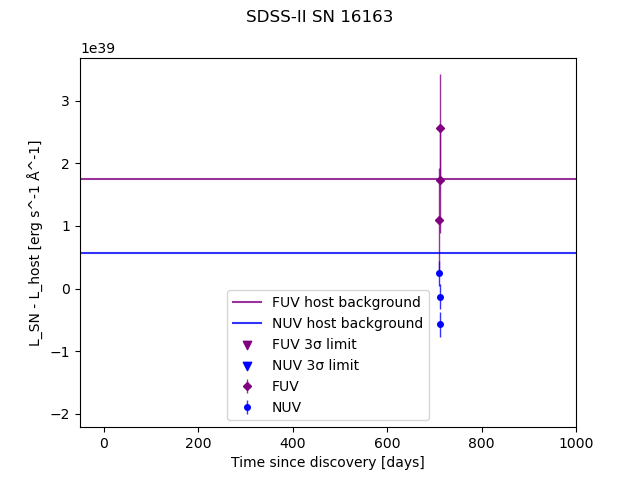 SDSS-II SN 16163
1e39
L_SN - L_host [erg s^-1 Å^-1]
3
2
1
0
−1
−2
FUV host background
NUV host background
FUV 3σ limit
NUV 3σ limit
FUV
NUV
0 200 400 600 800 1000
Time since discovery [days]